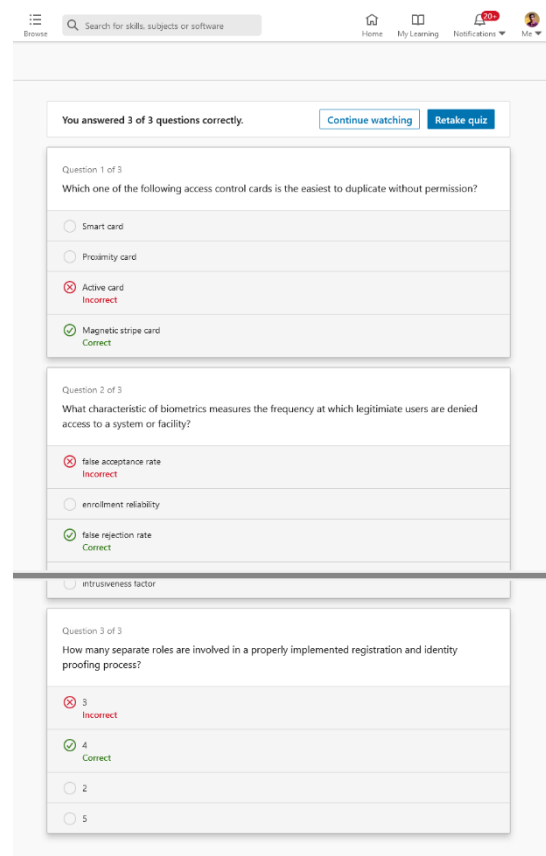 Browse
Search for skills, subjects or software
Home
My Learning
20+
Notifications
Me
You answered 3 of 3 questions correctly.
Continue watching
Retake quiz
Question 1 of 3
Which one of the following access control cards is the easiest to duplicate without permission?
Smart card
Proximity card
Active card
Incorrect
Magnetic stripe card
Correct
Question 2 of 3
What characteristic of biometrics measures the frequency at which legitimiate users are denied
access to a system or facility?
false acceptance rate
Incorrect
enrollment reliability
false rejection rate
Correct
intrusiveness factor
Question 3 of 3
How many separate roles are involved in a properly implemented registration and identity
proofing process?
3
Incorrect
4
Correct
2
5